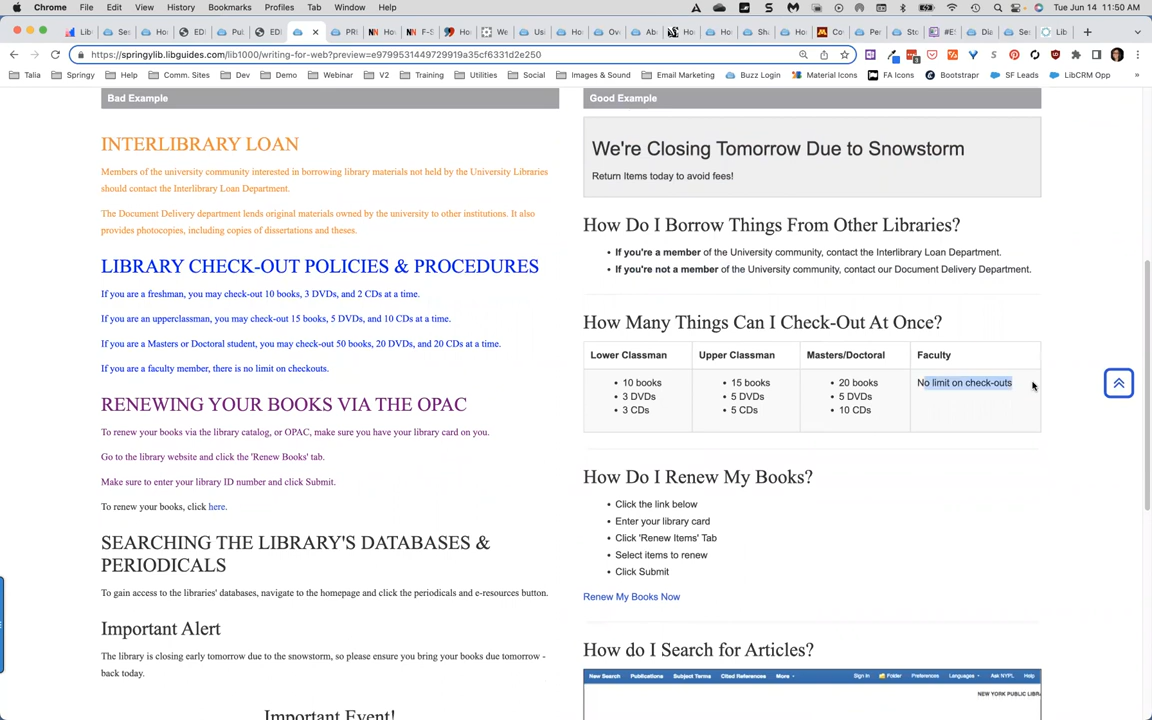 Chrome File Edit View History Bookmarks Profiles Tab Window Help
Tue Jun 14 11:50 AM
https://springylib.libguides.com/lib1000/writing-for-web?preview=e9799531449729919a35cf6331d2e250
Talia Springy Help Comm. Sites Dev Demo Webinar V2 Training Utilities Social Images & Sound Email Marketing Buzz Login Material Icons FA Icons Bootstrapr SF Leads LibCRM Opp
Bad Example
INTERLIBRARY LOAN
Members of the university community interested in borrowing library materials not held by the University Libraries
should contact the Interlibrary Loan Department.
The Document Delivery department lends original materials owned by the university to other institutions. It also
provides photocopies, including copies of dissertations and theses.
LIBRARY CHECK-OUT POLICIES & PROCEDURES
If you are a freshman, you may check-out 10 books, 3 DVDs, and 2 CDs at a time.
If you are an upperclassman, you may check-out 15 books, 5 DVDs, and 10 CDs at a time.
If you are a Masters or Doctoral student, you may check-out 50 books, 20 DVDs, and 20 CDs at a time.
If you are a faculty member, there is no limit on checkouts.
RENEWING YOUR BOOKS VIA THE OPAC
To renew your books via the library catalog, or OPAC, make sure you have your library card on you.
Go to the library website and click the 'Renew Books' tab.
Make sure to enter your library ID number and click Submit.
To renew your books, click here.
SEARCHING THE LIBRARY'S DATABASES &
PERIODICALS
To gain access to the libraries' databases, navigate to the homepage and click the periodicals and e-resources button.
Important Alert
The library is closing early tomorrow due to the snowstorm, so please ensure you bring your books due tomorrow -
back today.
Important Event!
Good Example
We're Closing Tomorrow Due to Snowstorm
Return Items today to avoid fees!
How Do I Borrow Things From Other Libraries?
• If you're a member of the University community, contact the Interlibrary Loan Department.
• If you're not a member of the University community, contact our Document Delivery Department.
How Many Things Can I Check-Out At Once?
Lower Classman Upper Classman Masters/Doctoral Faculty
• 10 books • 15 books • 20 books No limit on check-outs
• 3 DVDs • 5 DVDs • 5 DVDs
• 3 CDs • 5 CDs • 10 CDs
How Do I Renew My Books?
• Click the link below
• Enter your library card
• Click 'Renew Items' Tab
• Select items to renew
• Click Submit
Renew My Books Now
How do I Search for Articles?
New Search Publications Subject Terms Cited References More Sign In Folder Preferences Languages Ask NYPL Help
NEW YORK PUBLIC LIBRA